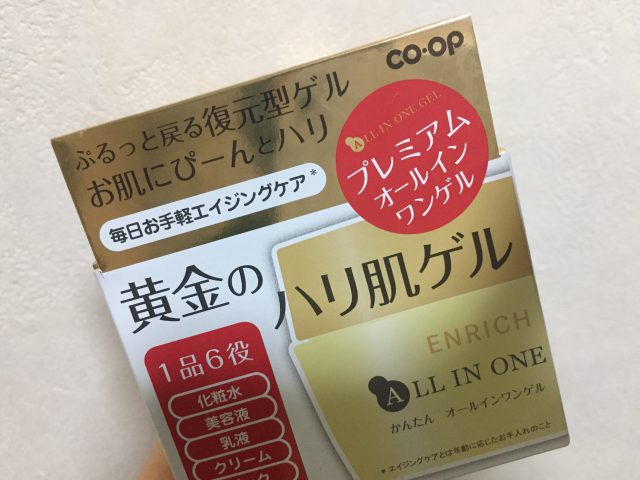 CO·OP
ぷるっと戻る復元型ゲル
お肌にぴーんとハリ
毎日お手軽エイジングケア*
ALL IN ONE GEL
プレミアム
オールイン
ワンゲル
黄金のハリ肌ゲル
1品6役
化粧水
美容液
乳液
クリーム
ENRICH
ALL IN ONE
かんたん オールインワンゲル
*エイジングケアとは年齢に応じたお手入れのこと